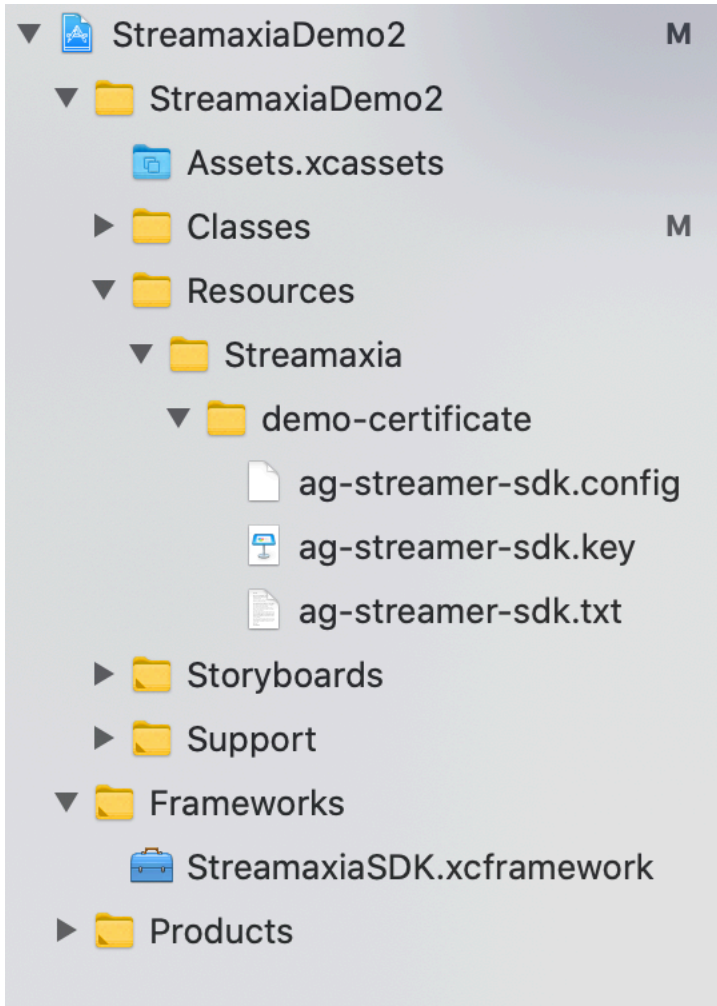 StreamaxiaDemo2 M
StreamaxiaDemo2
Assets.xcassets
Classes M
Resources
Streamaxia
demo-certificate
ag-streamer-sdk.config
ag-streamer-sdk.key
ag-streamer-sdk.txt
Storyboards
Support
Frameworks
StreamaxiaSDK.xcframework
Products